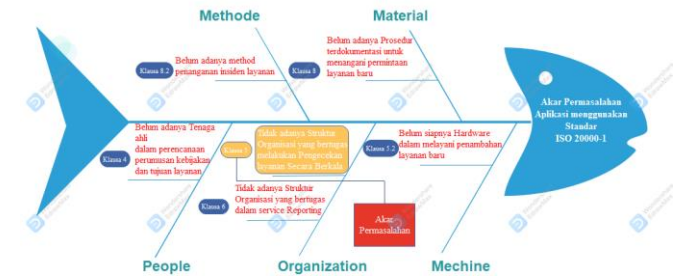 Methode
Material
Klausa 8.2
Belum adanya method
penanganan insiden layanan
Klausa 8
Belum adanya Prosedur
terdokumentasi untuk
menangani permintaan
layanan baru
Akar Permasalahan
Aplikasi menggunakan
Standar
ISO 20000-1
Klausa 4
Belum adanya Tenaga
ahli
dalam perencanaan
perumusan kebijakan
dan tujuan layanan
Tidak adanya Struktur
Organisasi yang bertugas
melakukan Pengecekan
layanan Secara Berkala
Klausa 5.2
Belum siapnya Hardware
dalam melayani penambahan
layanan baru
Klausa 6
Tidak adanya Struktur
Organisasi yang bertugas
dalam service Reporting
Akar
Permasalahan
People
Organization
Mechine